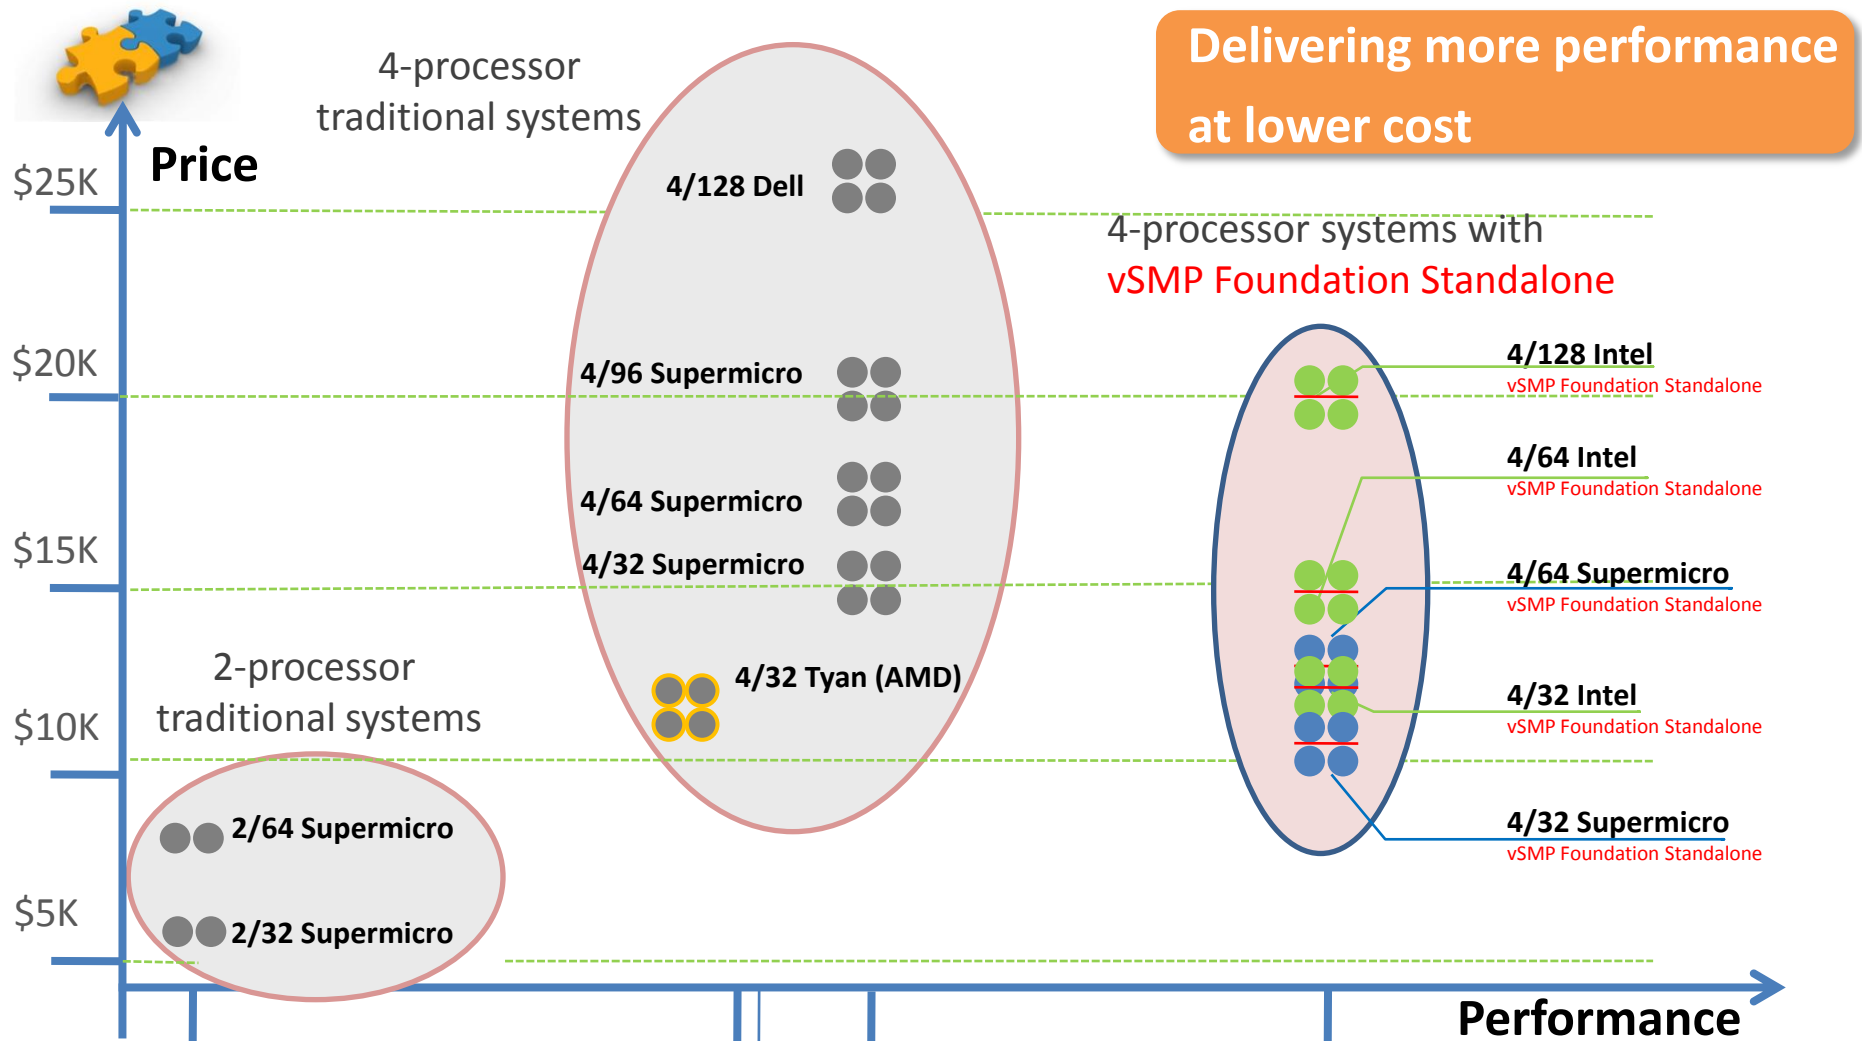 Delivering more performance
at lower cost
4-processor
traditional systems
Price
$25K
4/128 Dell
4-processor systems with
vSMP Foundation Standalone
$20K
4/96 Supermicro
4/128 Intel
vSMP Foundation Standalone
4/64 Intel
vSMP Foundation Standalone
4/64 Supermicro
$15K
4/32 Supermicro
4/64 Supermicro
vSMP Foundation Standalone
2-processor
traditional systems
4/32 Tyan (AMD)
4/32 Intel
vSMP Foundation Standalone
$10K
2/64 Supermicro
4/32 Supermicro
vSMP Foundation Standalone
$5K
2/32 Supermicro
Performance